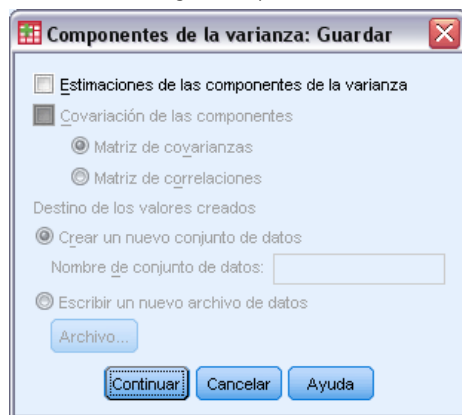 Componentes de la varianza: Guardar
Estimaciones de las componentes de la varianza
Covariación de las componentes
Matriz de covarianzas
Matriz de correlaciones
Destino de los valores creados
Crear un nuevo conjunto de datos
Nombre de conjunto de datos:
Escribir un nuevo archivo de datos
Archivo...
Continuar Cancelar Ayuda